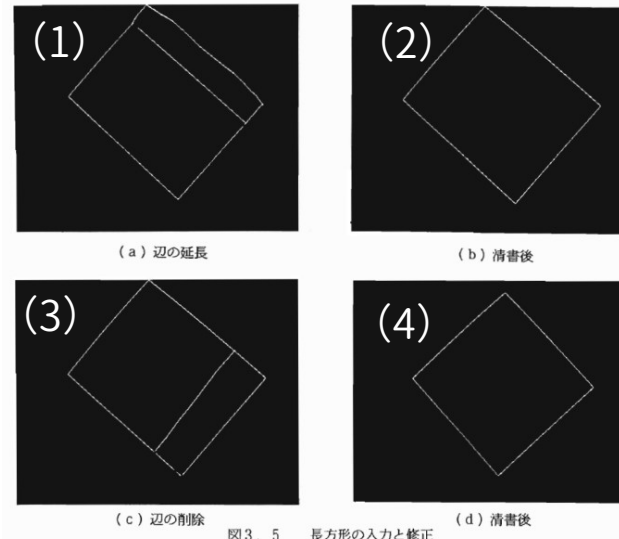 (1)
(2)
(a)辺の延長
(b)清書後
(3)
(4)
(c)辺の削除
(d)清書後
図3.5 長方形の入力と修正